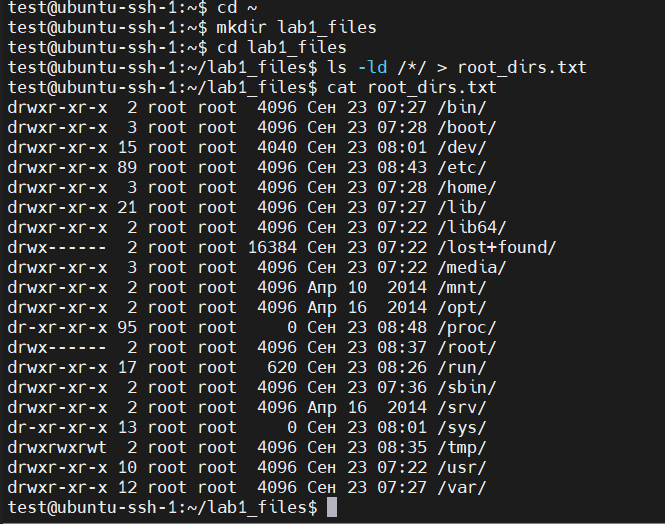 test@ubuntu-ssh-1:~$ cd ~
test@ubuntu-ssh-1:~$ mkdir lab1_files
test@ubuntu-ssh-1:~$ cd lab1_files
test@ubuntu-ssh-1:~/lab1_files$ ls -ld /*/ > root_dirs.txt
test@ubuntu-ssh-1:~/lab1_files$ cat root_dirs.txt
drwxr-xr-x  2 root root  4096 Сен 23 07:27 /bin/
drwxr-xr-x  3 root root  4096 Сен 23 07:28 /boot/
drwxr-xr-x 15 root root  4040 Сен 23 08:01 /dev/
drwxr-xr-x 89 root root  4096 Сен 23 08:43 /etc/
drwxr-xr-x  3 root root  4096 Сен 23 07:28 /home/
drwxr-xr-x 21 root root  4096 Сен 23 07:27 /lib/
drwxr-xr-x  2 root root  4096 Сен 23 07:22 /lib64/
drwx------  2 root root 16384 Сен 23 07:22 /lost+found/
drwxr-xr-x  3 root root  4096 Сен 23 07:22 /media/
drwxr-xr-x  2 root root  4096 Апр 10  2014 /mnt/
drwxr-xr-x  2 root root  4096 Апр 16  2014 /opt/
dr-xr-xr-x 95 root root     0 Сен 23 08:48 /proc/
drwx------  2 root root  4096 Сен 23 08:37 /root/
drwxr-xr-x 17 root root   620 Сен 23 08:26 /run/
drwxr-xr-x  2 root root  4096 Сен 23 07:36 /sbin/
drwxr-xr-x  2 root root  4096 Апр 16  2014 /srv/
dr-xr-xr-x 13 root root     0 Сен 23 08:01 /sys/
drwxrwxrwt  2 root root  4096 Сен 23 08:35 /tmp/
drwxr-xr-x 10 root root  4096 Сен 23 07:22 /usr/
drwxr-xr-x 12 root root  4096 Сен 23 07:27 /var/
test@ubuntu-ssh-1:~/lab1_files$